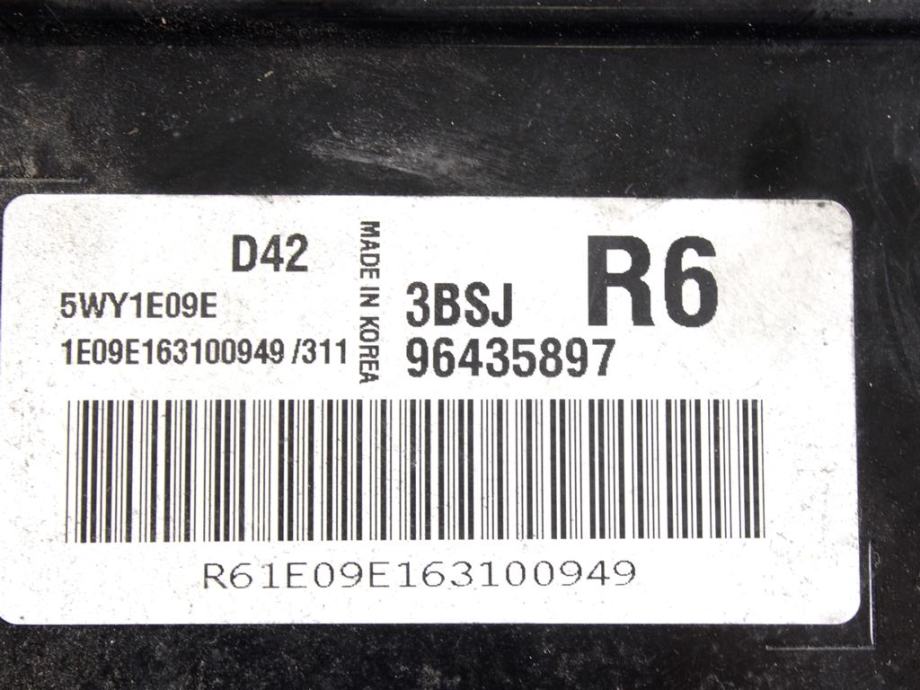 D42
5WY1E09E
1E09E163100949 /311
MADE IN KOREA
R6
3BSJ
96435897
R61E09E163100949